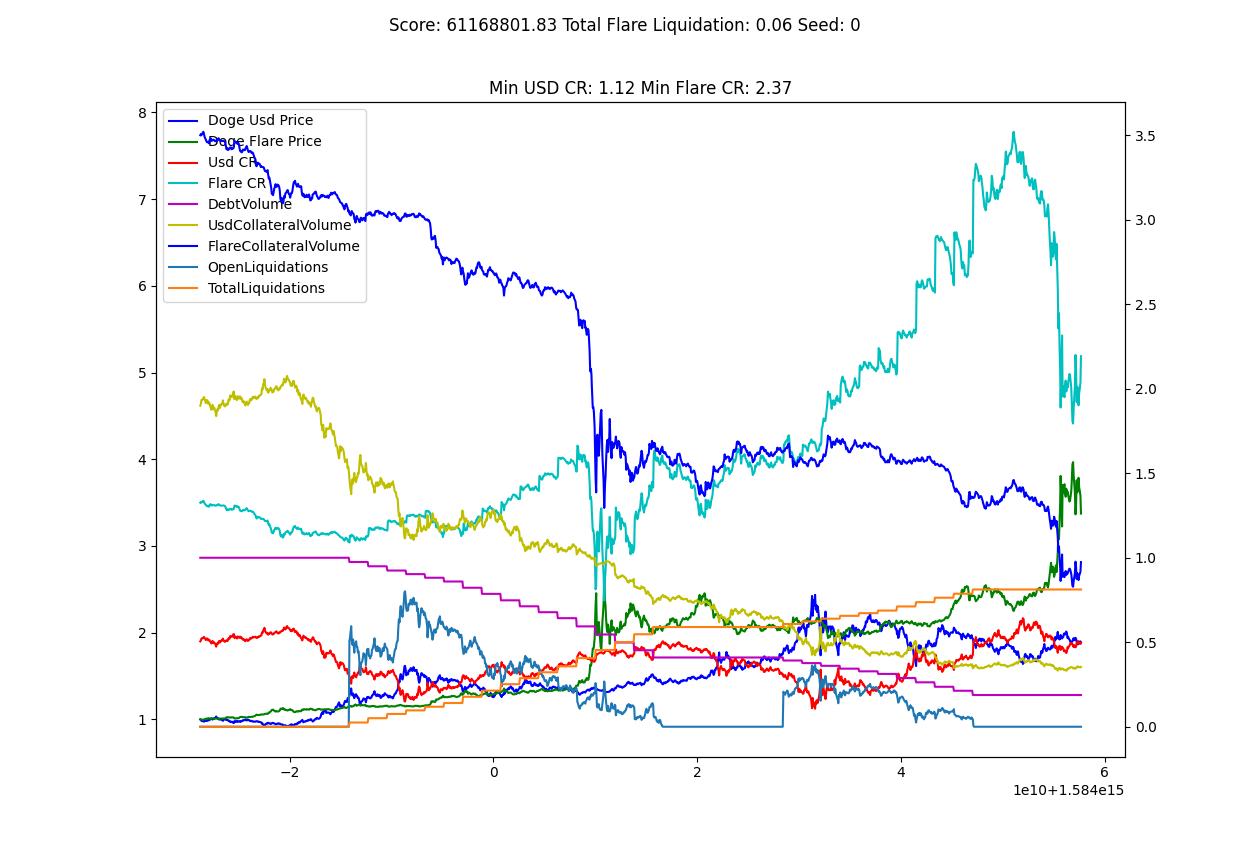 Score: 61168801.83 Total Flare Liquidation: 0.06 Seed: 0
Min USD CR: 1.12 Min Flare CR: 2.37
Doge Usd Price
Doge Flare Price
Usd CR
Flare CR
DebtVolume
UsdCollateralVolume
FlareCollateralVolume
OpenLiquidations
TotalLiquidations
8
7
6
5
4
3
2
1
3.5
3.0
2.5
2.0
1.5
1.0
0.5
0.0
−2 0 2 4 6
1e10+1.584e15